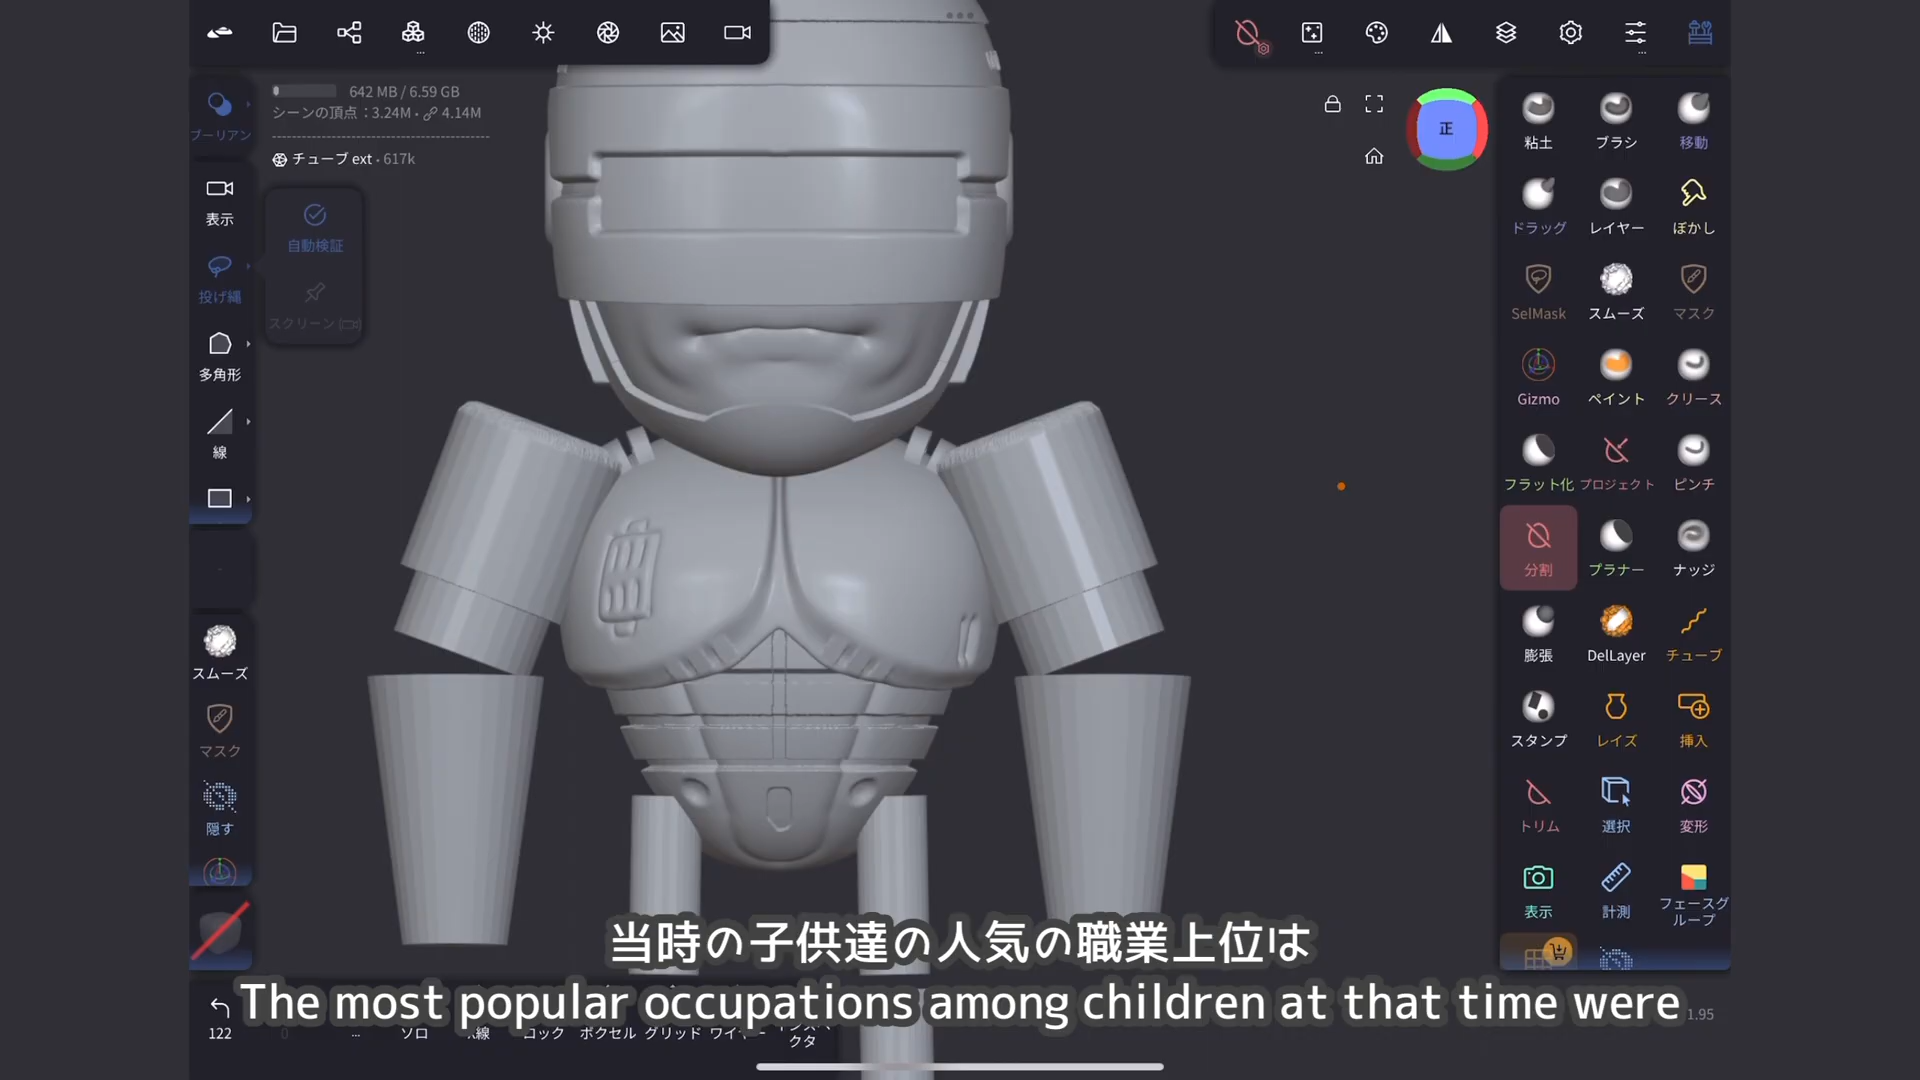 642 MB / 6.59 GB
シーンの頂点：3.24M • 4.14M
チューブ ext • 617k
ブーリアン
表示
投げ縄
多角形
線
自動検証
スクリーン
スムーズ
マスク
隠す
正
粘土 ブラシ 移動
ドラッグ レイヤー ぼかし
SelMask スムーズ マスク
Gizmo ペイント クリース
フラット化 プロジェクト ピンチ
分割 プラナー ナッジ
膨張 DelLayer チューブ
スタンプ レイズ 挿入
トリム 選択 変形
表示 計測 フェースグ
ループ
当時の子供達の人気の職業上位は
The most popular occupations among children at that time were
1.95
122 0 ... ソロ ボクセル グリッド
クタ